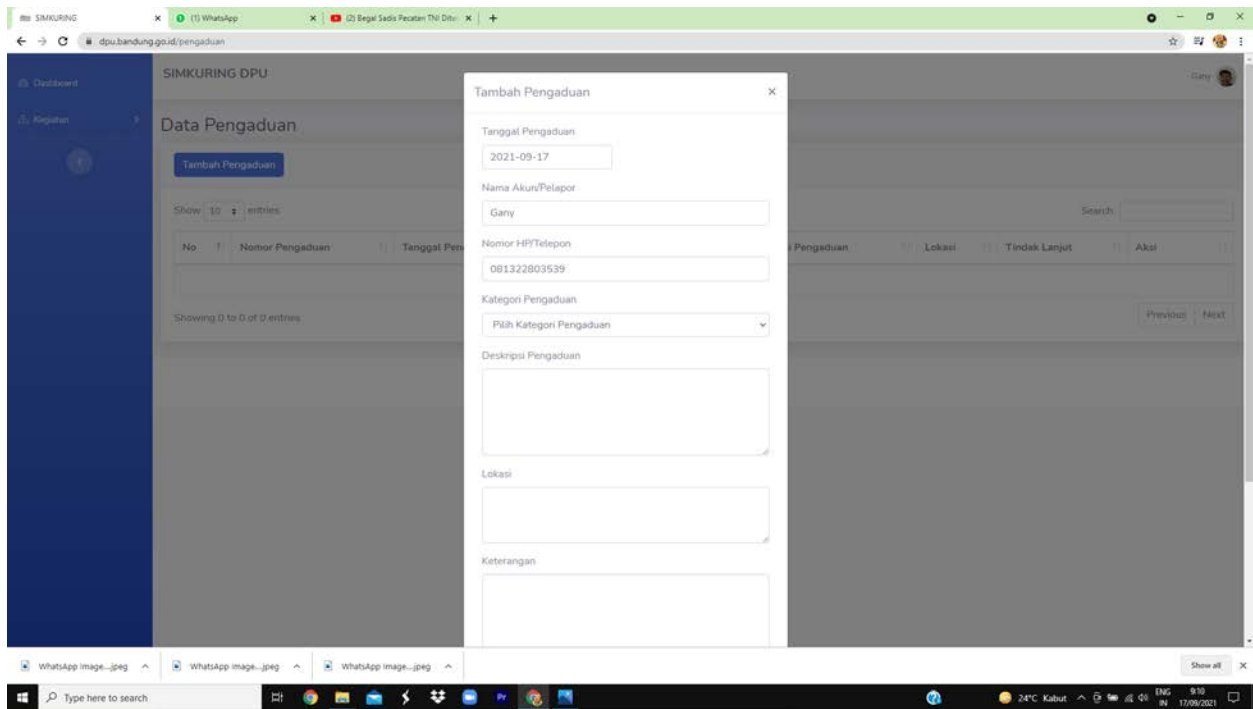 SIMKURING
(1) WhatsApp
(2) Begal Sadis Pecatan TNI Ditu
dpu.bandung.go.id/pengaduan
Dashboard
SIMKURING DPU
Gany
Tambah Pengaduan
Kegiatan
Data Pengaduan
Tambah Pengaduan
Tanggal Pengaduan
2021-09-17
Nama Akun/Pelapor
Gany
Show 10 entries
Search
No
Nomor Pengaduan
Tanggal Pen
i Pengaduan
Lokasi
Tindak Lanjut
Aksi
Nomor HP/Telepon
081322803539
Kategori Pengaduan
Pilih Kategori Pengaduan
Showing 0 to 0 of 0 entries
Previous
Next
Deskripsi Pengaduan
Lokasi
Keterangan
WhatsApp Image...jpeg
WhatsApp Image...jpeg
WhatsApp Image...jpeg
Show all
Type here to search
Pr
24°C Kabut
ENG
IN
9:10
17/09/2021